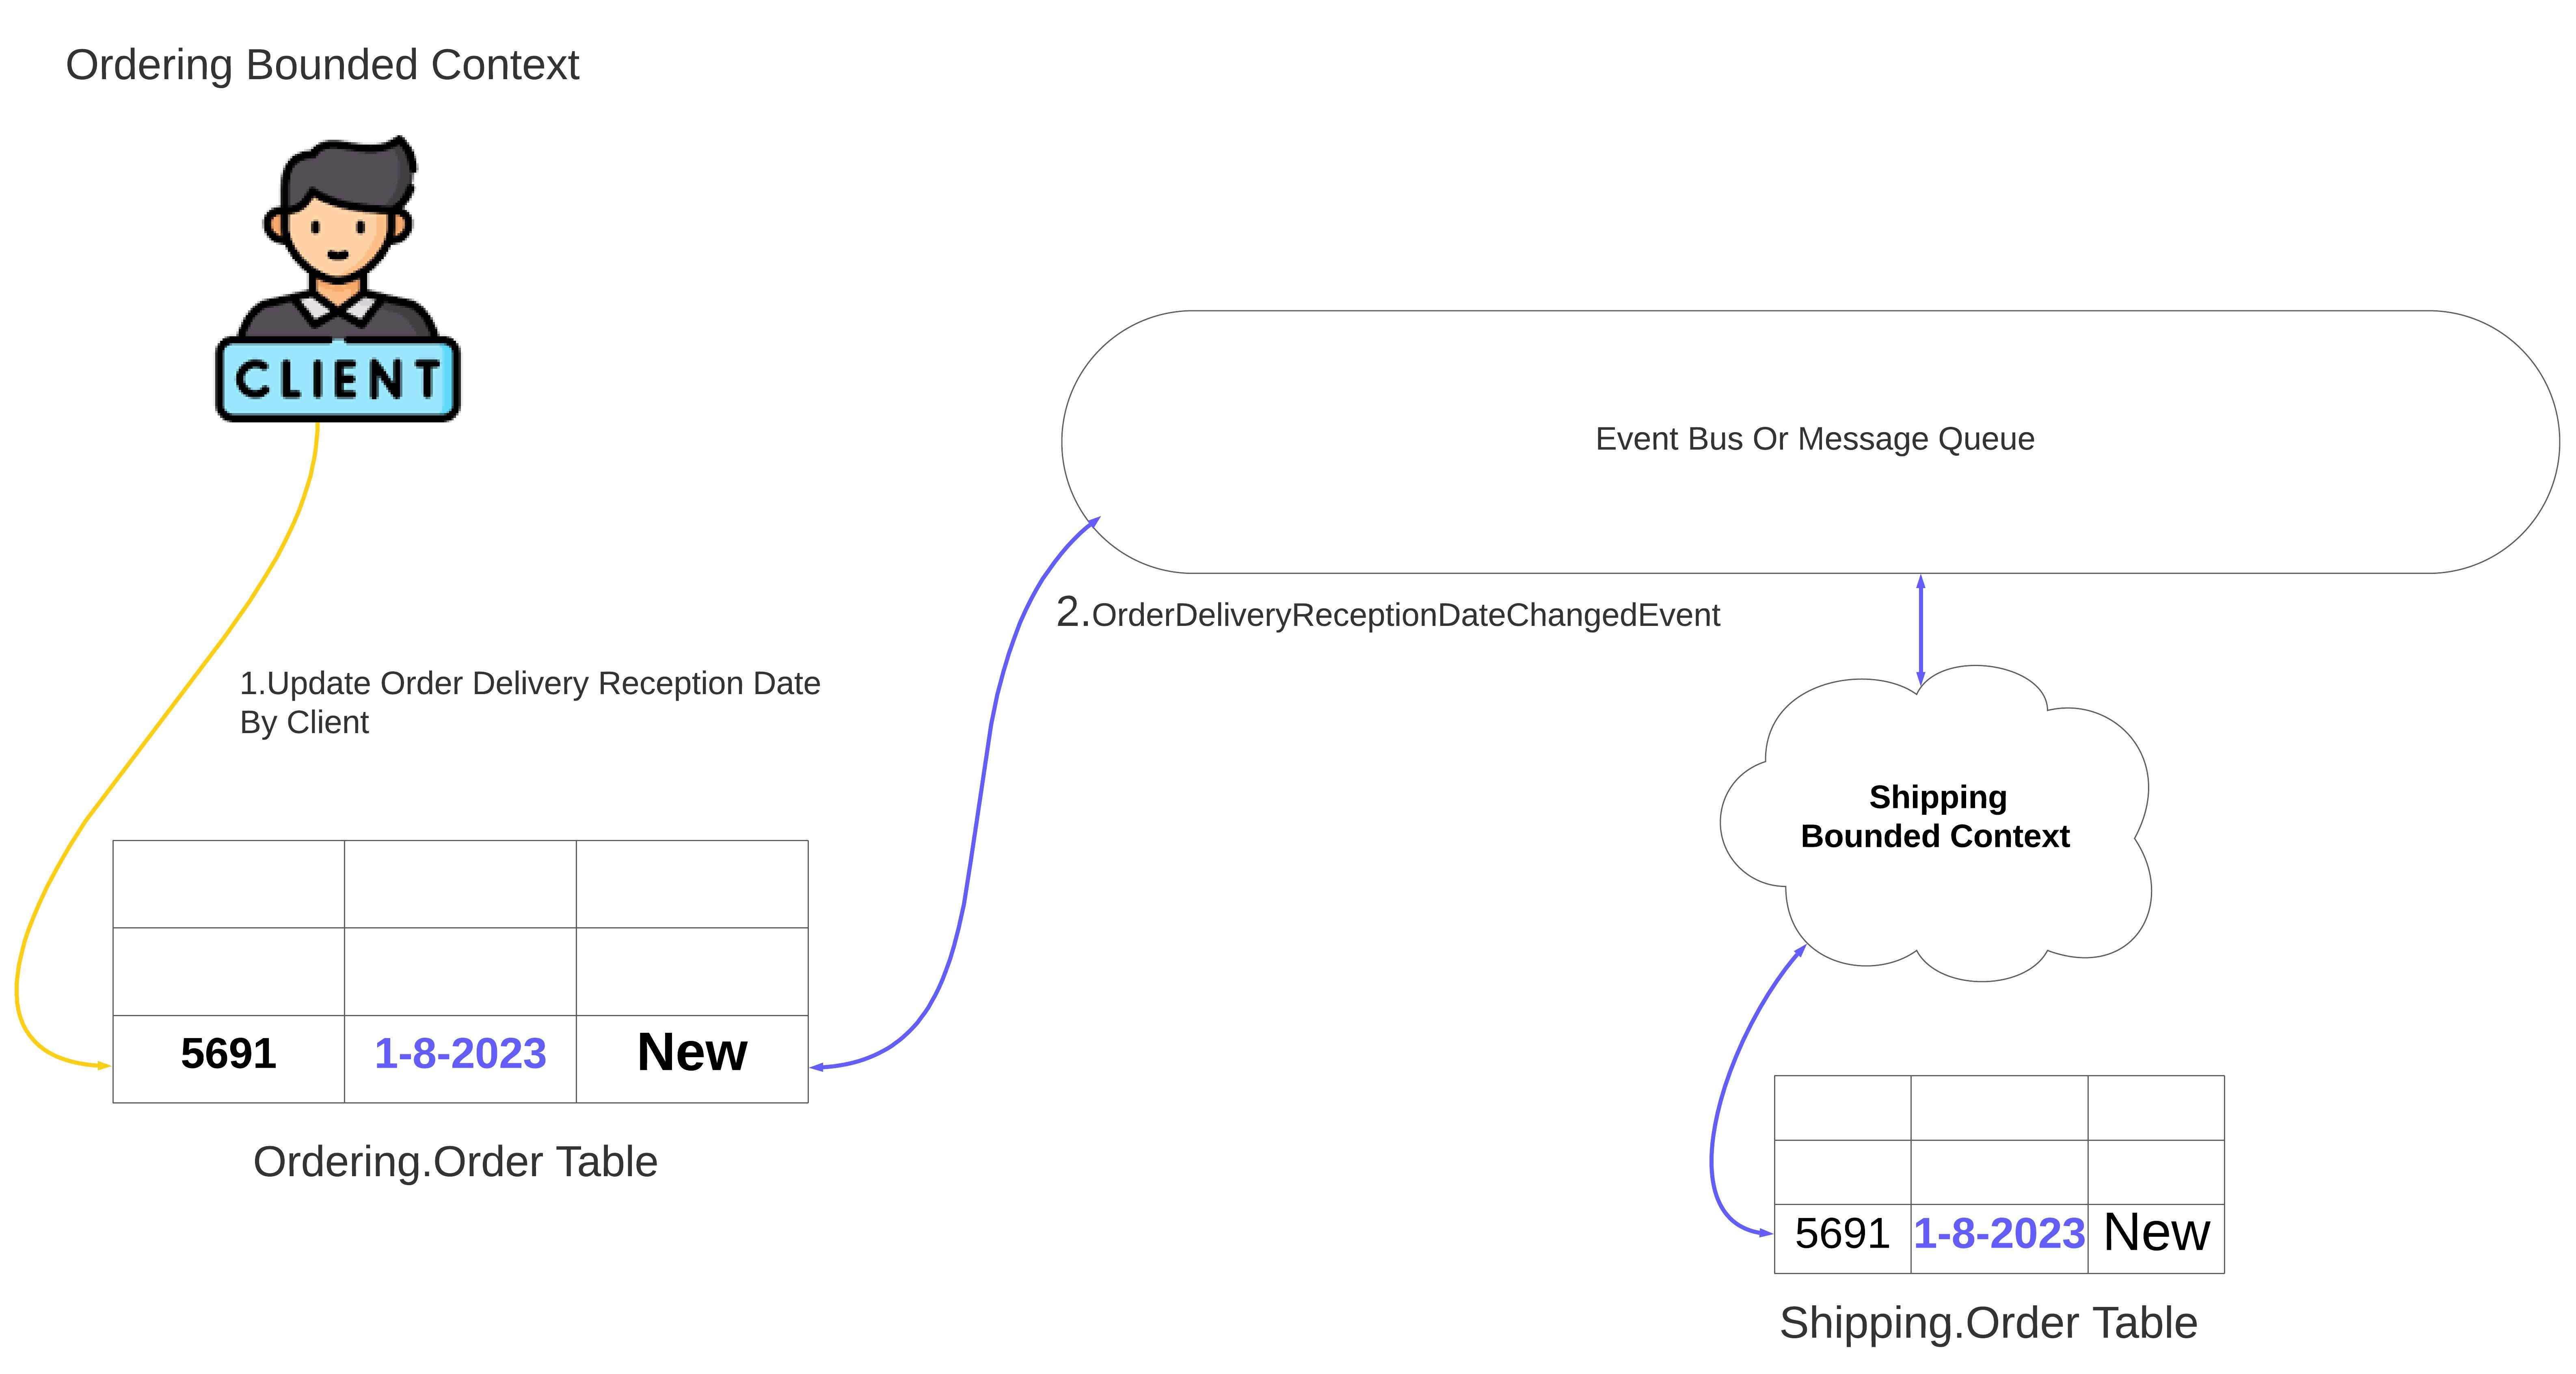 Ordering Bounded Context
CLIENT
Event Bus Or Message Queue
2.OrderDeliveryReceptionDateChangedEvent
1.Update Order Delivery Reception Date
By Client
Shipping
Bounded Context
5691 1-8-2023 New
Ordering.Order Table
5691 1-8-2023 New
Shipping.Order Table